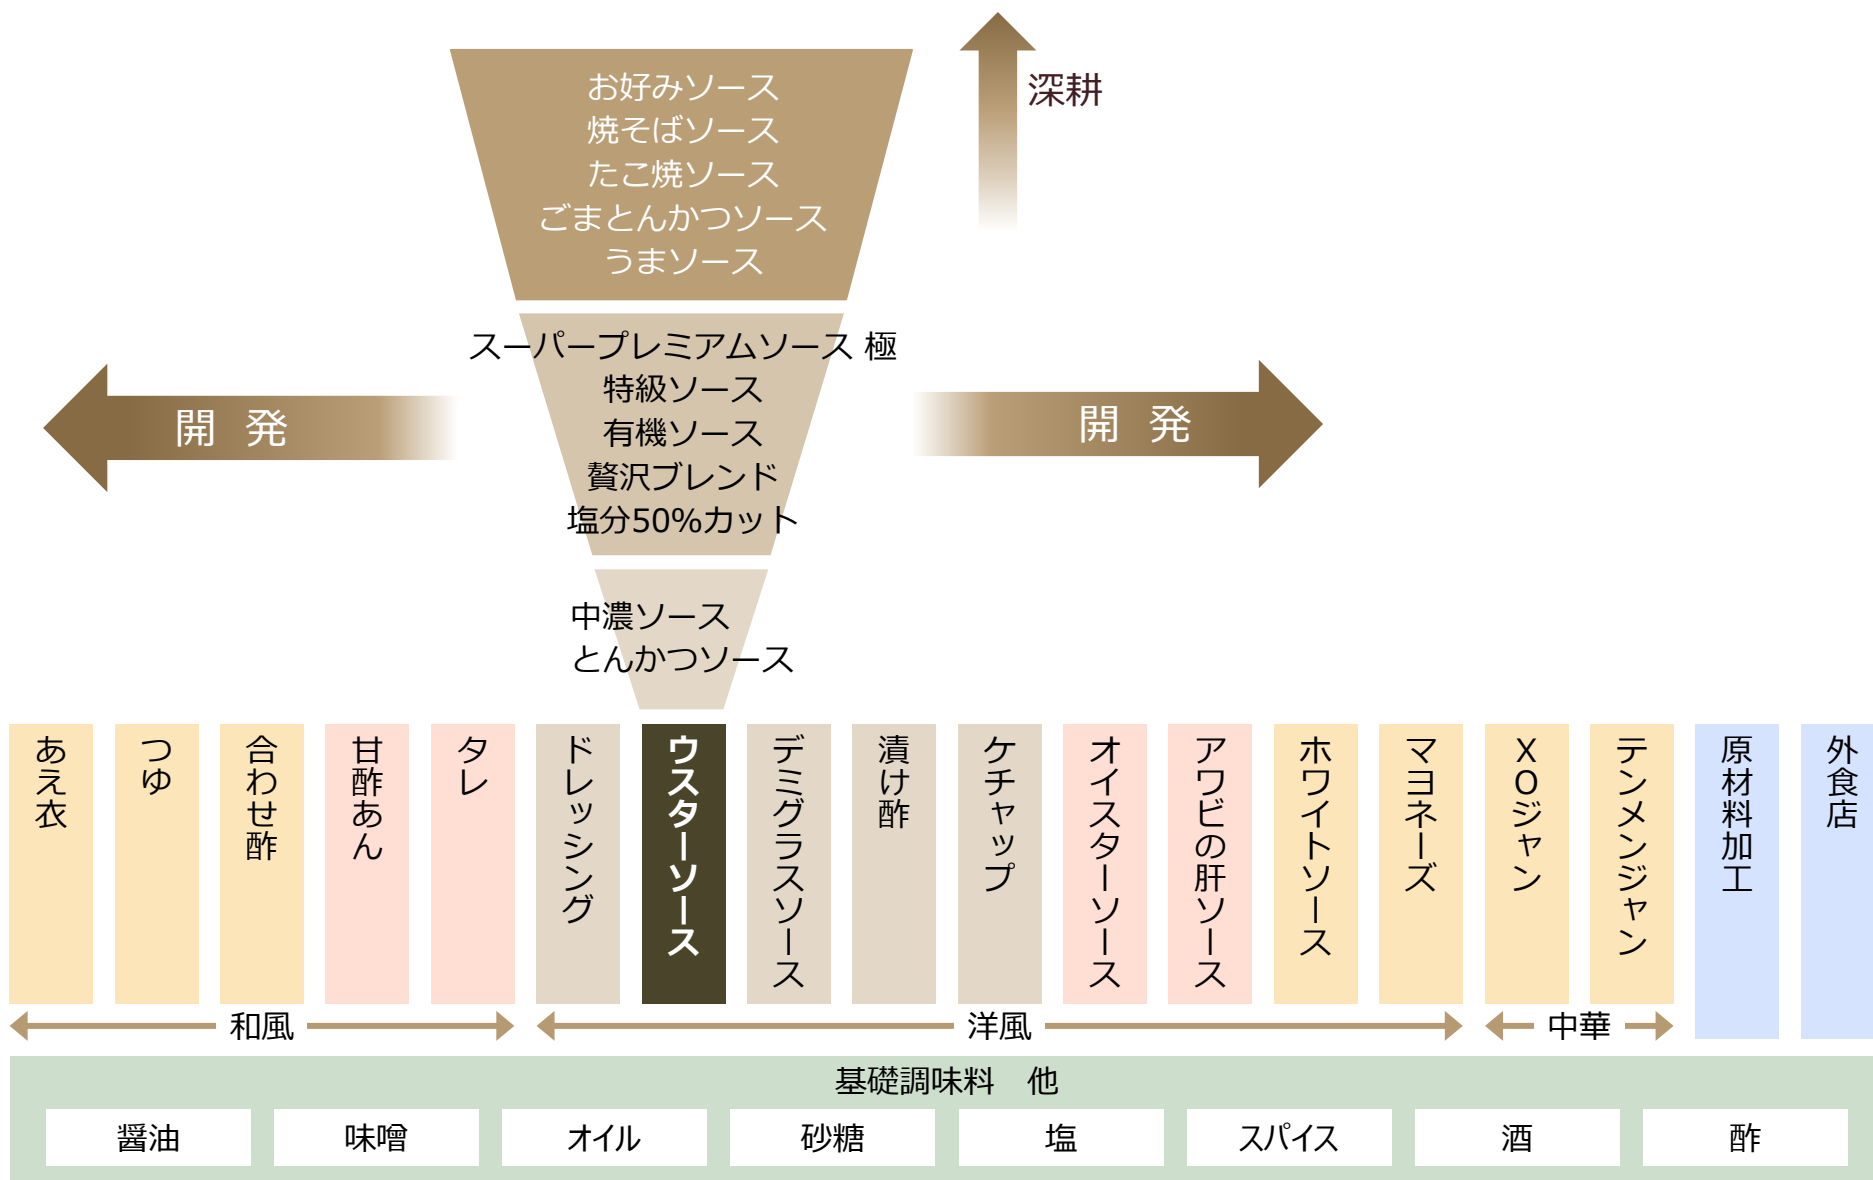 お好みソース
焼そばソース
たこ焼ソース
ごまとんかつソース
うまソース
深耕
スーパープレミアムソース 極
特級ソース
有機ソース
贅沢ブレンド
塩分50%カット
開 発
開 発
中濃ソース
とんかつソース
あえ衣
つゆ
合わせ酢
甘酢あん
タレ
ドレッシング
ウスターソース
デミグラスソース
漬け酢
ケチャップ
オイスターソース
アワビの肝ソース
ホワイトソース
マヨネーズ
XOジャン
テンメンジャン
原材料加工
外食店
和風
洋風
中華
基礎調味料 他
醤油
味噌
オイル
砂糖
塩
スパイス
酒
酢